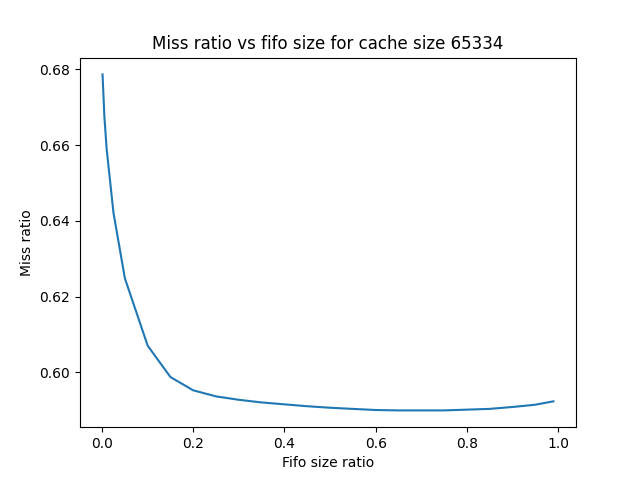 Miss ratio vs fifo size for cache size 65334
0.68
0.66
0.64
0.62
0.60
Miss ratio
0.0 0.2 0.4 0.6 0.8 1.0
Fifo size ratio